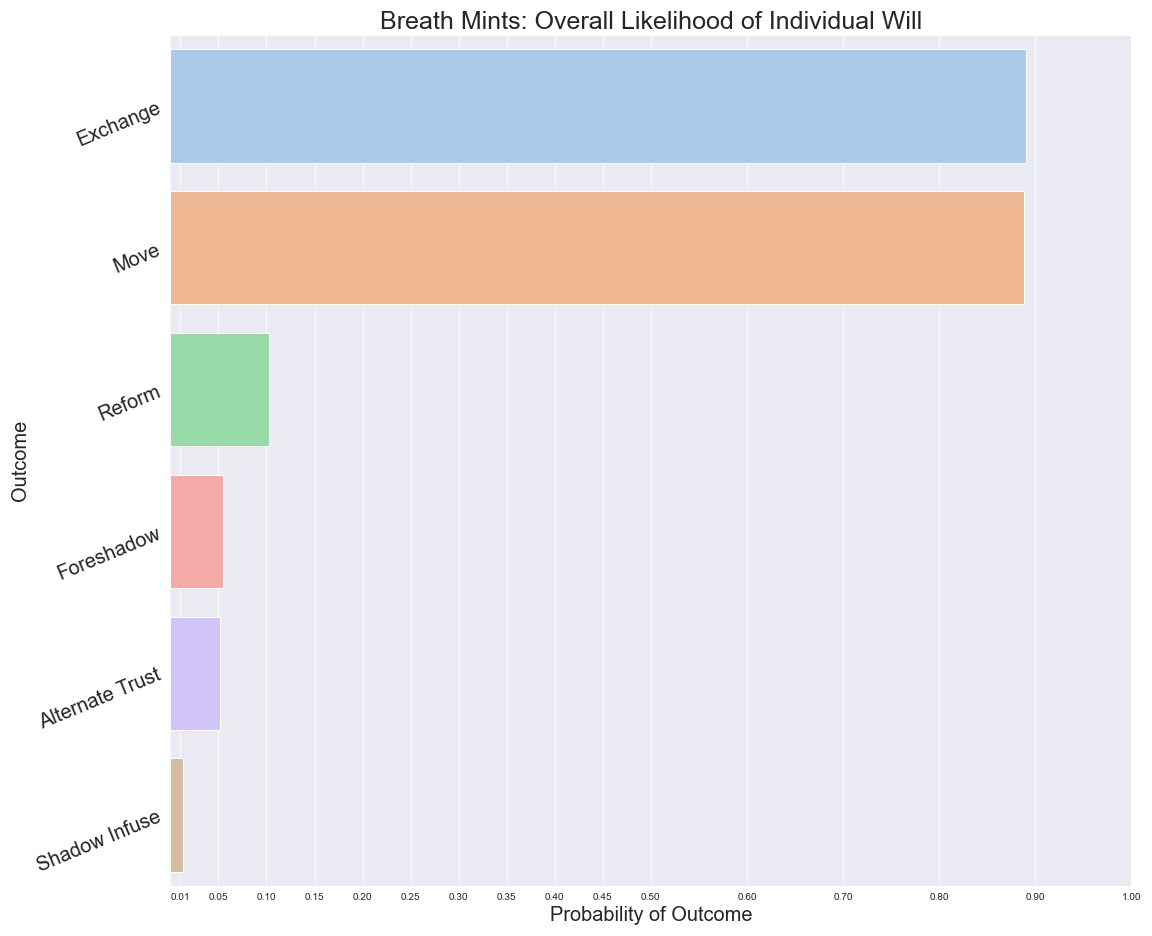 Breath Mints: Overall Likelihood of Individual Will
Exchange
Move
Reform
Foreshadow
Alternate Trust
Shadow Infuse
Outcome
0.01 0.05 0.10 0.15 0.20 0.25 0.30 0.35 0.40 0.45 0.50 0.60 0.70 0.80 0.90 1.00
Probability of Outcome